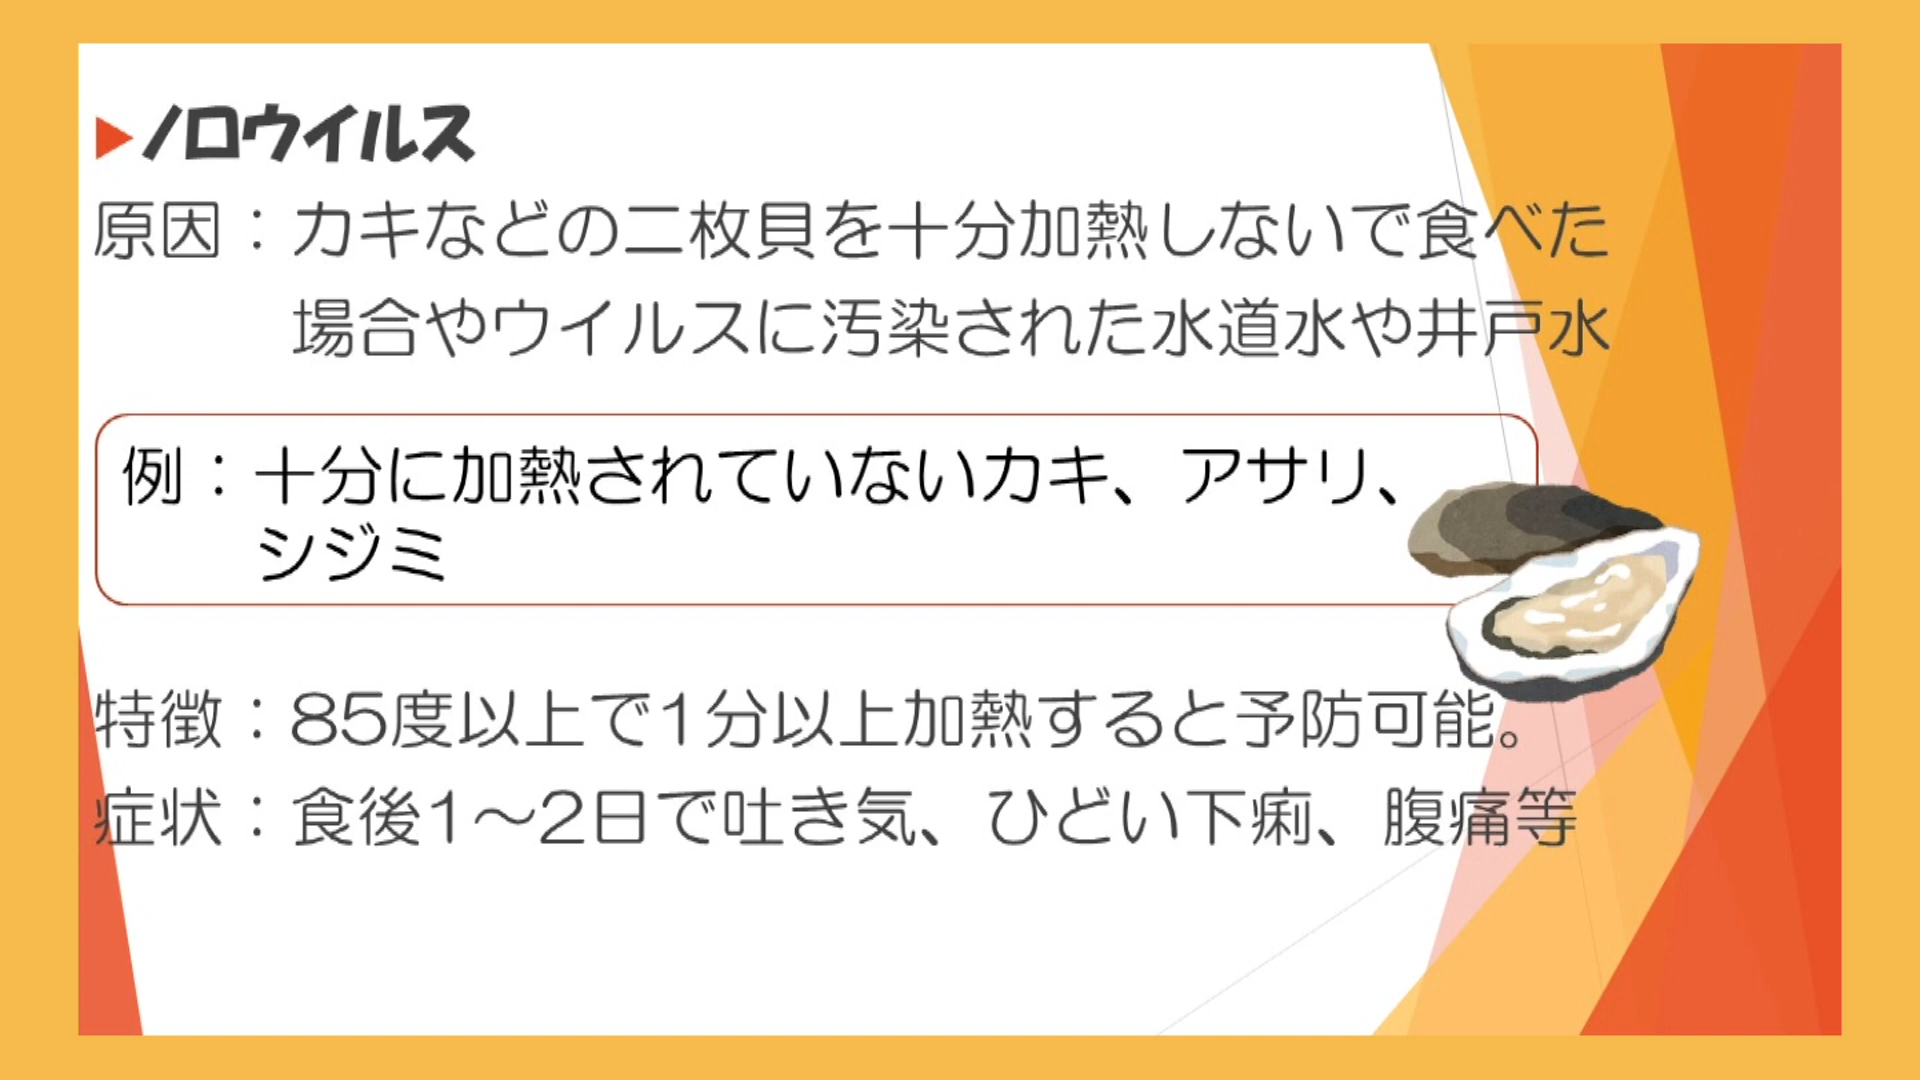 ノロウイルス
原因：カキなどの二枚貝を十分加熱しないで食べた
場合やウイルスに汚染された水道水や井戸水
例：十分に加熱されていないカキ、アサリ、
シジミ
特徴：85度以上で1分以上加熱すると予防可能。
症状：食後1～2日で吐き気、ひどい下痢、腹痛等